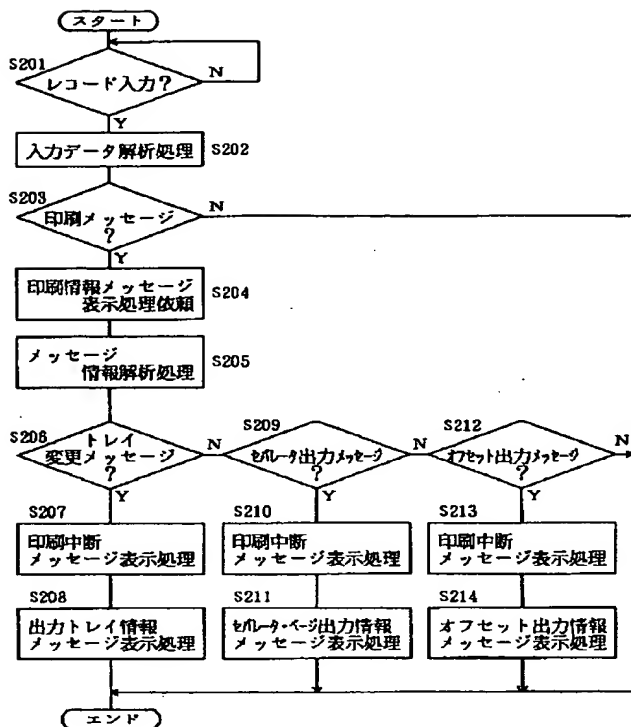 スタート
S201
レコード入力?
N
Y
入力データ解析処理
S202
S203
印刷メッセージ
?
N
Y
印刷情報メッセージ
表示処理依頼
S204
メッセージ
情報解析処理
S205
S206
トレイ
変更メッセージ
?
N
Y
S209
セパレータ出力メッセージ
?
N
Y
S212
オフセット出力メッセージ
?
N
Y
S207
印刷中断
メッセージ表示処理
S210
印刷中断
メッセージ表示処理
S213
印刷中断
メッセージ表示処理
S208
出力トレイ情報
メッセージ表示処理
S211
セパレータ・ページ出力情報
メッセージ表示処理
S214
オフセット出力情報
メッセージ表示処理
エンド